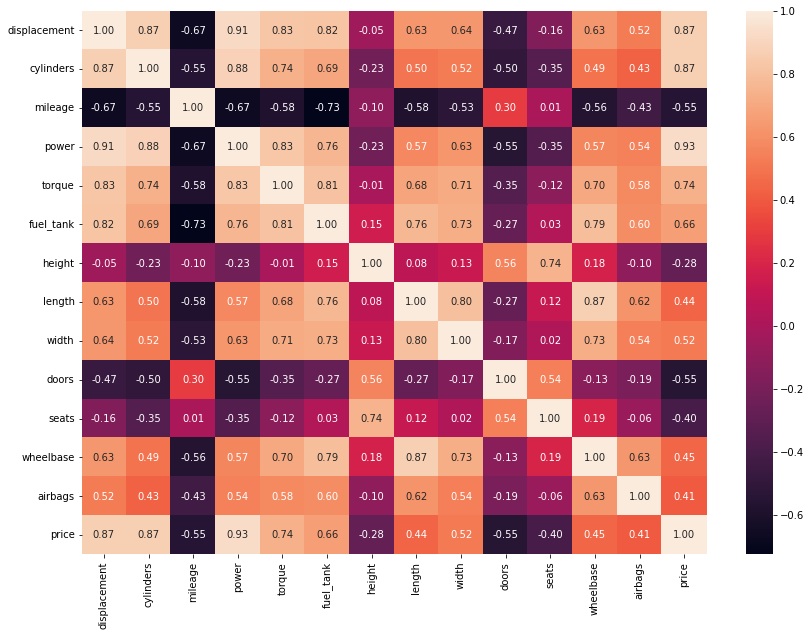 displacement 1.00 0.87 -0.67 0.91 0.83 0.82 -0.05 0.63 0.64 -0.47 -0.16 0.63 0.52 0.87
cylinders 0.87 1.00 -0.55 0.88 0.74 0.69 -0.23 0.50 0.52 -0.50 -0.35 0.49 0.43 0.87
mileage -0.67 -0.55 1.00 -0.67 -0.58 -0.73 -0.10 -0.58 -0.53 0.30 0.01 -0.56 -0.43 -0.55
power 0.91 0.88 -0.67 1.00 0.83 0.76 -0.23 0.57 0.63 -0.55 -0.35 0.57 0.54 0.93
torque 0.83 0.74 -0.58 0.83 1.00 0.81 -0.01 0.68 0.71 -0.35 -0.12 0.70 0.58 0.74
fuel_tank 0.82 0.69 -0.73 0.76 0.81 1.00 0.15 0.76 0.73 -0.27 0.03 0.79 0.60 0.66
height -0.05 -0.23 -0.10 -0.23 -0.01 0.15 1.00 0.08 0.13 0.56 0.74 0.18 -0.10 -0.28
length 0.63 0.50 -0.58 0.57 0.68 0.76 0.08 1.00 0.80 -0.27 0.12 0.87 0.62 0.44
width 0.64 0.52 -0.53 0.63 0.71 0.73 0.13 0.80 1.00 -0.17 0.02 0.73 0.54 0.52
doors -0.47 -0.50 0.30 -0.55 -0.35 -0.27 0.56 -0.27 -0.17 1.00 0.54 -0.13 -0.19 -0.55
seats -0.16 -0.35 0.01 -0.35 -0.12 0.03 0.74 0.12 0.02 0.54 1.00 0.19 -0.06 -0.40
wheelbase 0.63 0.49 -0.56 0.57 0.70 0.79 0.18 0.87 0.73 -0.13 0.19 1.00 0.63 0.45
airbags 0.52 0.43 -0.43 0.54 0.58 0.60 -0.10 0.62 0.54 -0.19 -0.06 0.63 1.00 0.41
price 0.87 0.87 -0.55 0.93 0.74 0.66 -0.28 0.44 0.52 -0.55 -0.40 0.45 0.41 1.00
displacement
cylinders
mileage
power
torque
fuel_tank
height
length
width
doors
seats
wheelbase
airbags
price
1.0
0.8
0.6
0.4
0.2
0.0
−0.2
−0.4
−0.6